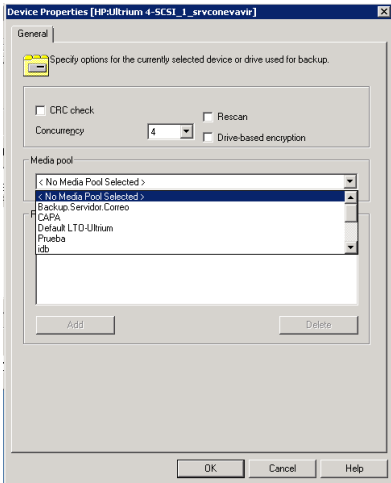 Device Properties [HP:Ultrium 4-SCSI_1_srvconevavir]
General
Specify options for the currently selected device or drive used for backup.
CRC check
Rescan
Concurrency
4
Drive-based encryption
Media pool
< No Media Pool Selected >
< No Media Pool Selected >
Backup.Servidor.Correo
CAPA
Default LTO-Ultrium
Prueba
idb
Add
Delete
OK
Cancel
Help